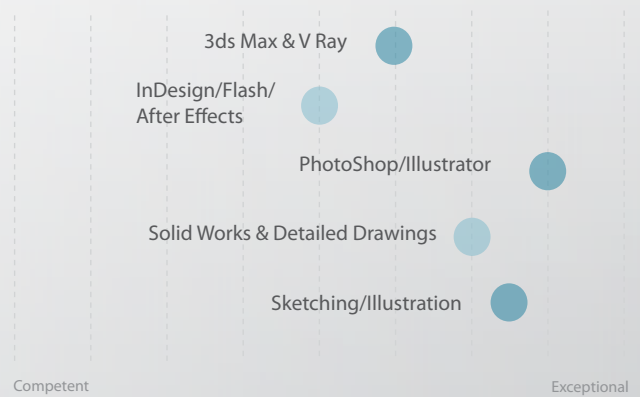 3ds Max & V Ray
InDesign/Flash/
After Effects
PhotoShop/Illustrator
Solid Works & Detailed Drawings
Sketching/Illustration
Competent
Exceptional